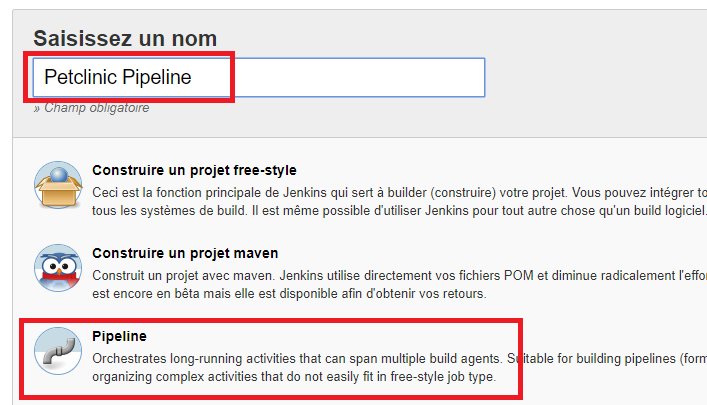 Saisissez un nom
Petclinic Pipeline
» Champ obligatoire
Construire un projet free-style
Ceci est la fonction principale de Jenkins qui sert à builder (construire) votre projet. Vous pouvez intégrer
tous les systèmes de build. Il est même possible d'utiliser Jenkins pour tout autre chose qu'un build logiciel.
Construire un projet maven
Construit un projet avec maven. Jenkins utilise directement vos fichiers POM et diminue radicalement
est encore en bêta mais elle est disponible afin d'obtenir vos retours.
Pipeline
Orchestrates long-running activities that can span multiple build agents. Suitable for building pipelines
organizing complex activities that do not easily fit in free-style job type.